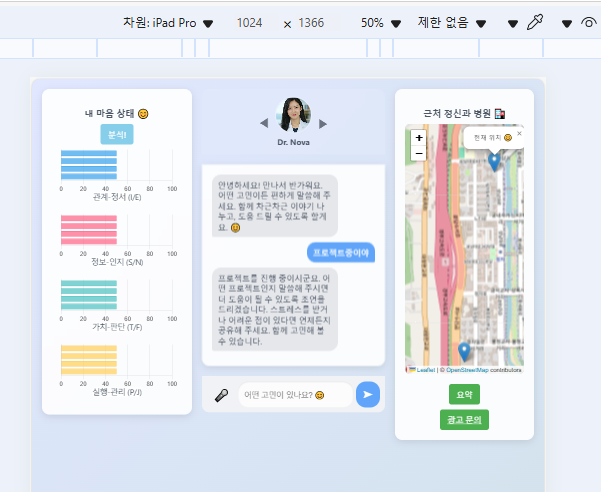 차원: iPad Pro ▼ 1024 × 1366 50% ▼ 제한 없음 ▼
내 마음 상태 😊
분석!
0 20 40 60 80 100
관계·정서 (I/E)
0 20 40 60 80 100
정보·인지 (S/N)
0 20 40 60 80 100
가치·판단 (T/F)
0 20 40 60 80 100
실행·관리 (P/J)
Dr. Nova
안녕하세요! 만나서 반가워요.
어떤 고민이든 편하게 말씀해 주
세요. 함께 차근차근 이야기 나
누고, 도움 드릴 수 있도록 할게
요. 😊
프로젝트중이야
프로젝트를 진행 중이시군요. 어
떤 프로젝트인지 말씀해 주시면
더 도움이 될 수 있도록 조언을
드리겠습니다. 스트레스를 받거
나 어려운 점이 있다면 언제든지
공유해 주세요. 함께 고민해 볼
수 있습니다.
어떤 고민이 있나요? 😊
근처 정신과 병원 🏥
+
−
현재 위치 😊
×
Leaflet | © OpenStreetMap contributors
요약
광고 문의